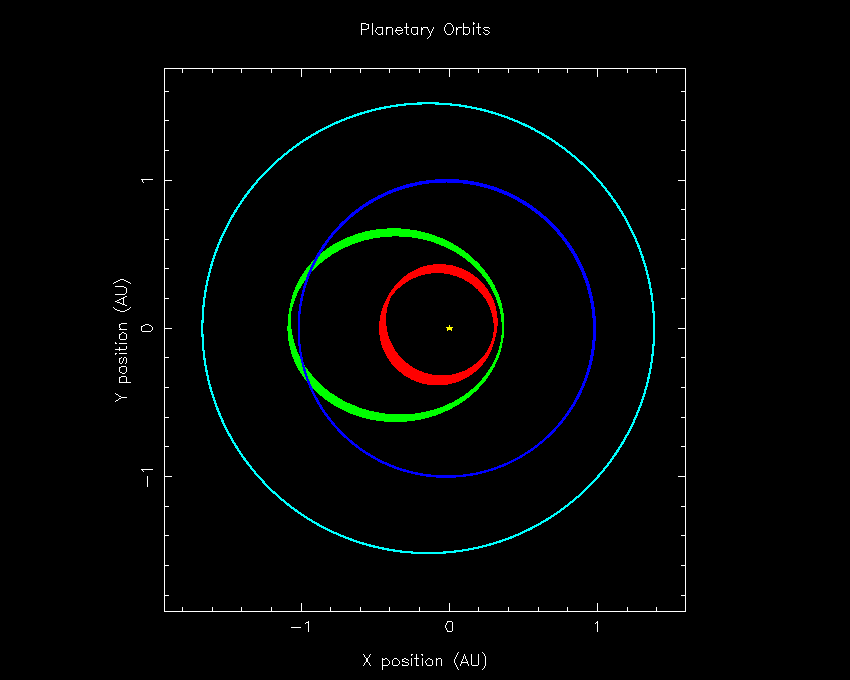 Planetary Orbits
1
0
−1
Y position (AU)
−1
0
1
X position (AU)